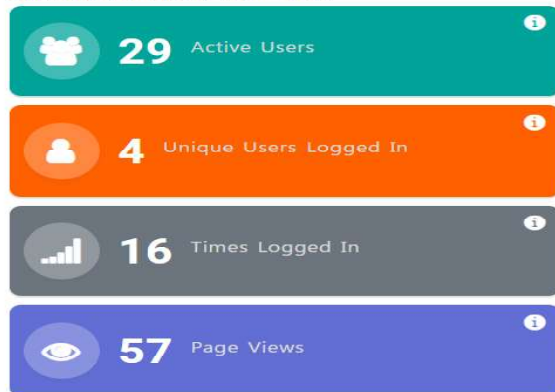 29 Active Users
4 Unique Users Logged In
16 Times Logged In
57 Page Views